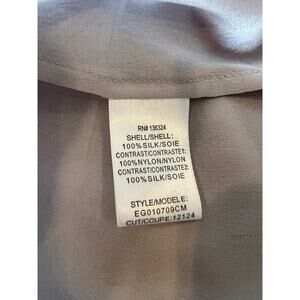 RN# 136324
SHELL/SHELL:
100%SILK/SOIE
CONTRAST/CONTRASTE1:
100%NYLON/NYLON
CONTRAST/CONTRASTE2:
100%SILK/SOIE
STYLE/MODELE:
EG010709CM
CUT/COUPE:12124